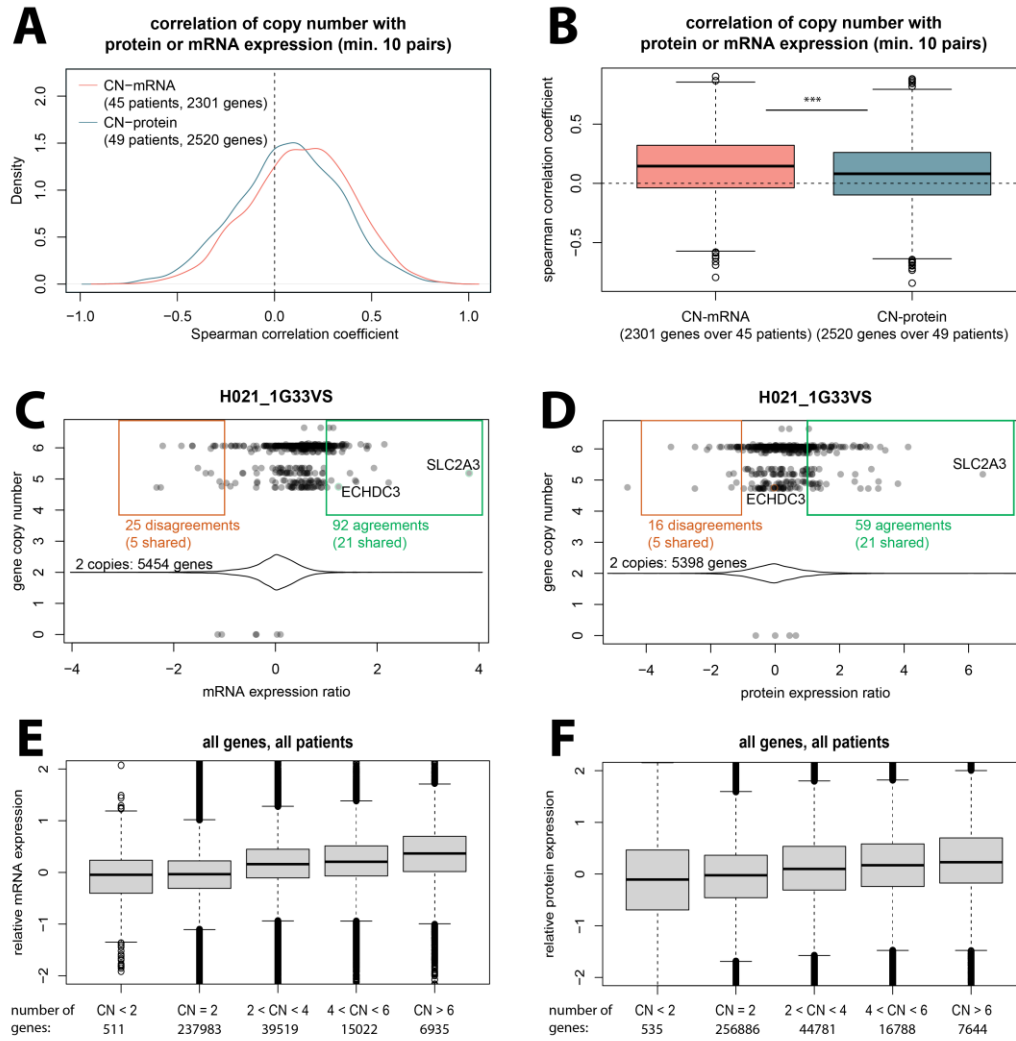 A
correlation of copy number with
protein or mRNA expression (min. 10 pairs)
CN−mRNA
(45 patients, 2301 genes)
CN−protein
(49 patients, 2520 genes)
Density
0.0
0.5
1.0
1.5
2.0
−1.0
−0.5
0.0
0.5
1.0
Spearman correlation coefficient
B
correlation of copy number with
protein or mRNA expression (min. 10 pairs)
***
spearman correlation coefficient
−0.5
0.0
0.5
CN-mRNA
(2301 genes over 45 patients)
CN-protein
(2520 genes over 49 patients)
C
H021_1G33VS
SLC2A3
ECHDC3
25 disagreements
(5 shared)
92 agreements
(21 shared)
2 copies: 5454 genes
gene copy number
0
1
2
3
4
5
6
−4
−2
0
2
4
mRNA expression ratio
D
H021_1G33VS
SLC2A3
ECHDC3
16 disagreements
(5 shared)
59 agreements
(21 shared)
2 copies: 5398 genes
gene copy number
0
1
2
3
4
5
6
−4
−2
0
2
4
6
protein expression ratio
E
all genes, all patients
relative mRNA expression
−2
−1
0
1
2
number of
genes:
CN < 2
511
CN = 2
237983
2 < CN < 4
39519
4 < CN < 6
15022
CN > 6
6935
F
all genes, all patients
relative protein expression
−2
−1
0
1
2
number of
genes:
CN < 2
535
CN = 2
256886
2 < CN < 4
44781
4 < CN < 6
16788
CN > 6
7644